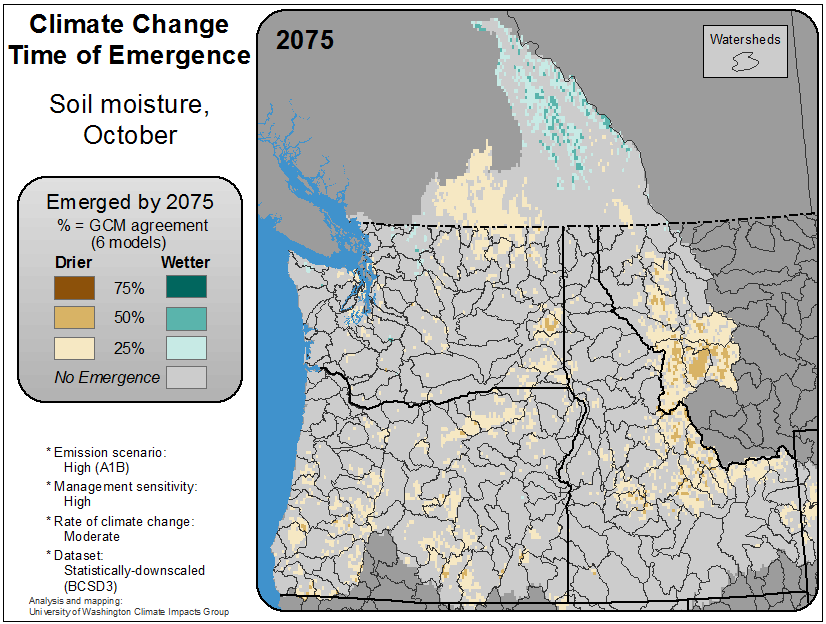 Climate Change
Time of Emergence
Soil moisture,
October
Emerged by 2075
% = GCM agreement
(6 models)
Drier
Wetter
75%
50%
25%
No Emergence
* Emission scenario:
High (A1B)
* Management sensitivity:
High
* Rate of climate change:
Moderate
* Dataset:
Statistically-downscaled
(BCSD3)
Analysis and mapping:
University of Washington Climate Impacts Group
2075
Watersheds